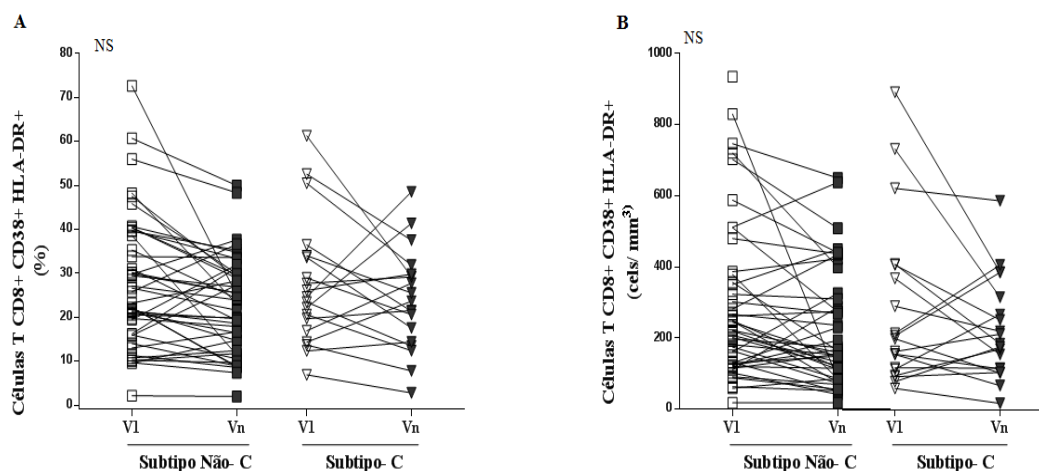 A
NS
Células T CD8+ CD38+ HLA-DR+
(%)
80
70
60
50
40
30
20
10
0
V1
Vn
V1
Vn
Subtipo Não- C
Subtipo- C
B
NS
Células T CD8+ CD38+ HLA-DR+
(cels/ mm³)
1000
800
600
400
200
0
V1
Vn
V1
Vn
Subtipo Não- C
Subtipo- C